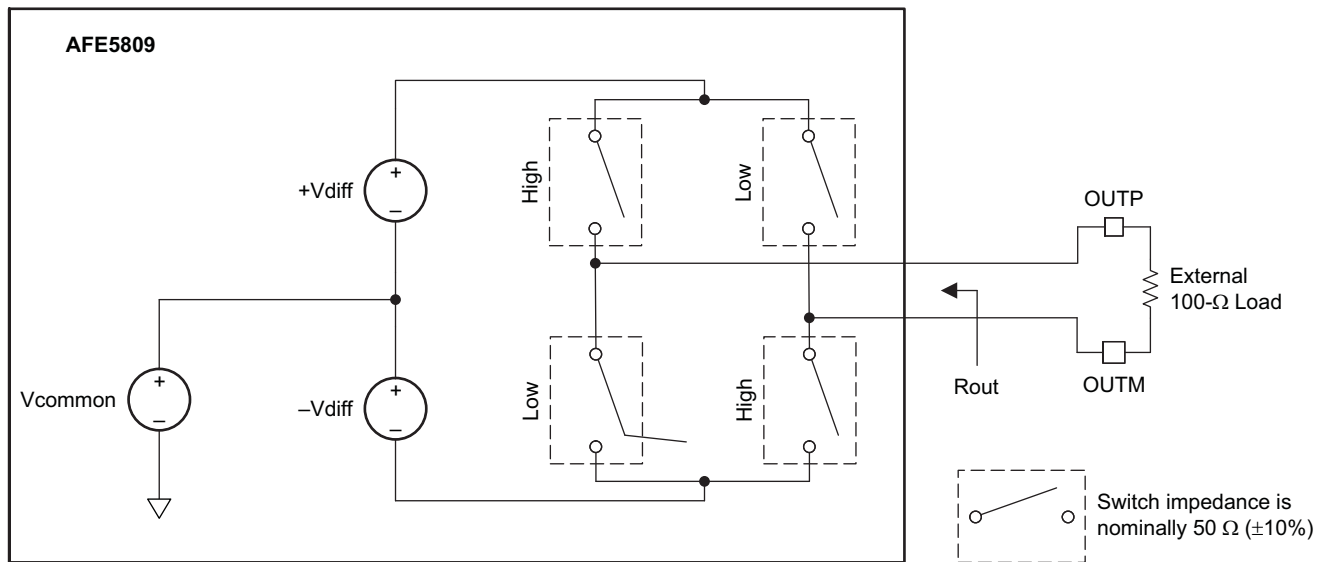 AFE5809
+Vdiff
High
Low
OUTP
External
100-Ω Load
Vcommon
–Vdiff
Low
High
Rout
OUTM
Switch impedance is
nominally 50 Ω (±10%)
+
–
+
–
+
–